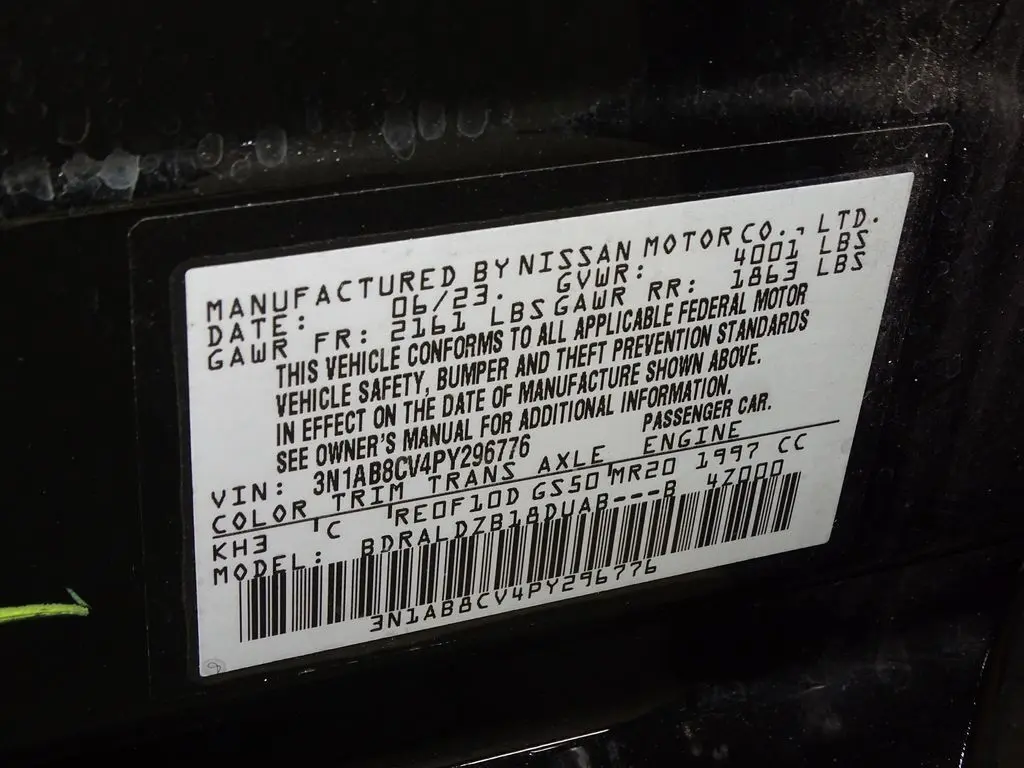 MANUFACTURED BY NISSAN MOTOR CO., LTD.
DATE: 06/23. GVWR: 4001 LBS
GAWR FR: 2161 LBS GAWR RR: 1863 LBS
THIS VEHICLE CONFORMS TO ALL APPLICABLE FEDERAL MOTOR
VEHICLE SAFETY, BUMPER AND THEFT PREVENTION STANDARDS
IN EFFECT ON THE DATE OF MANUFACTURE SHOWN ABOVE.
SEE OWNER'S MANUAL FOR ADDITIONAL INFORMATION.
VIN: 3N1AB8CV4PY296776 PASSENGER CAR.
COLOR TRIM TRANS AXLE ENGINE
KH3 C RE0F10D GS50 MR20 1997 CC
MODEL: BDRALDZB18DUAB---B 4Z000
3N1AB8CV4PY296776